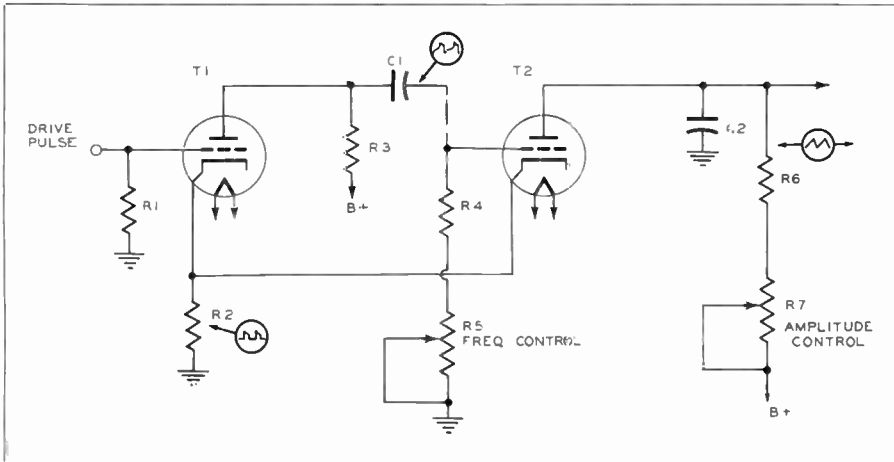 T1
C1
T2
DRIVE
PULSE
R3
R6
R1
B+
R4
R2
R5
FREQ CONTROL
R7
AMPLITUDE
CONTROL
B+